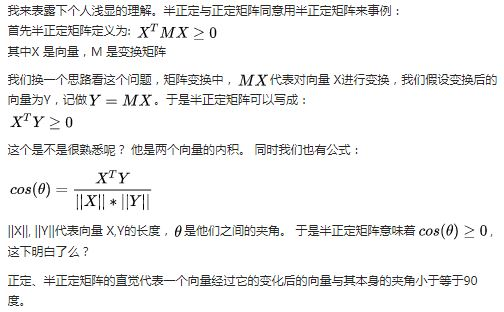 我来表露下个人浅显的理解。半正定与正定矩阵同意用半正定矩阵来事例：
首先半正定矩阵定义为: X^T MX ≥ 0
其中X 是向量，M 是变换矩阵
我们换一个思路看这个问题，矩阵变换中，MX代表对向量 X进行变换，我们假设变换后的
向量为Y，记做Y = MX。于是半正定矩阵可以写成：
X^T Y ≥ 0
这个是不是很熟悉呢？ 他是两个向量的内积。 同时我们也有公式：
cos(θ) = X^T Y / ||X|| * ||Y||
||X||, ||Y||代表向量 X,Y的长度，θ是他们之间的夹角。 于是半正定矩阵意味着cos(θ) ≥ 0，
这下明白了么？
正定、半正定矩阵的直觉代表一个向量经过它的变化后的向量与其本身的夹角小于等于90
度。